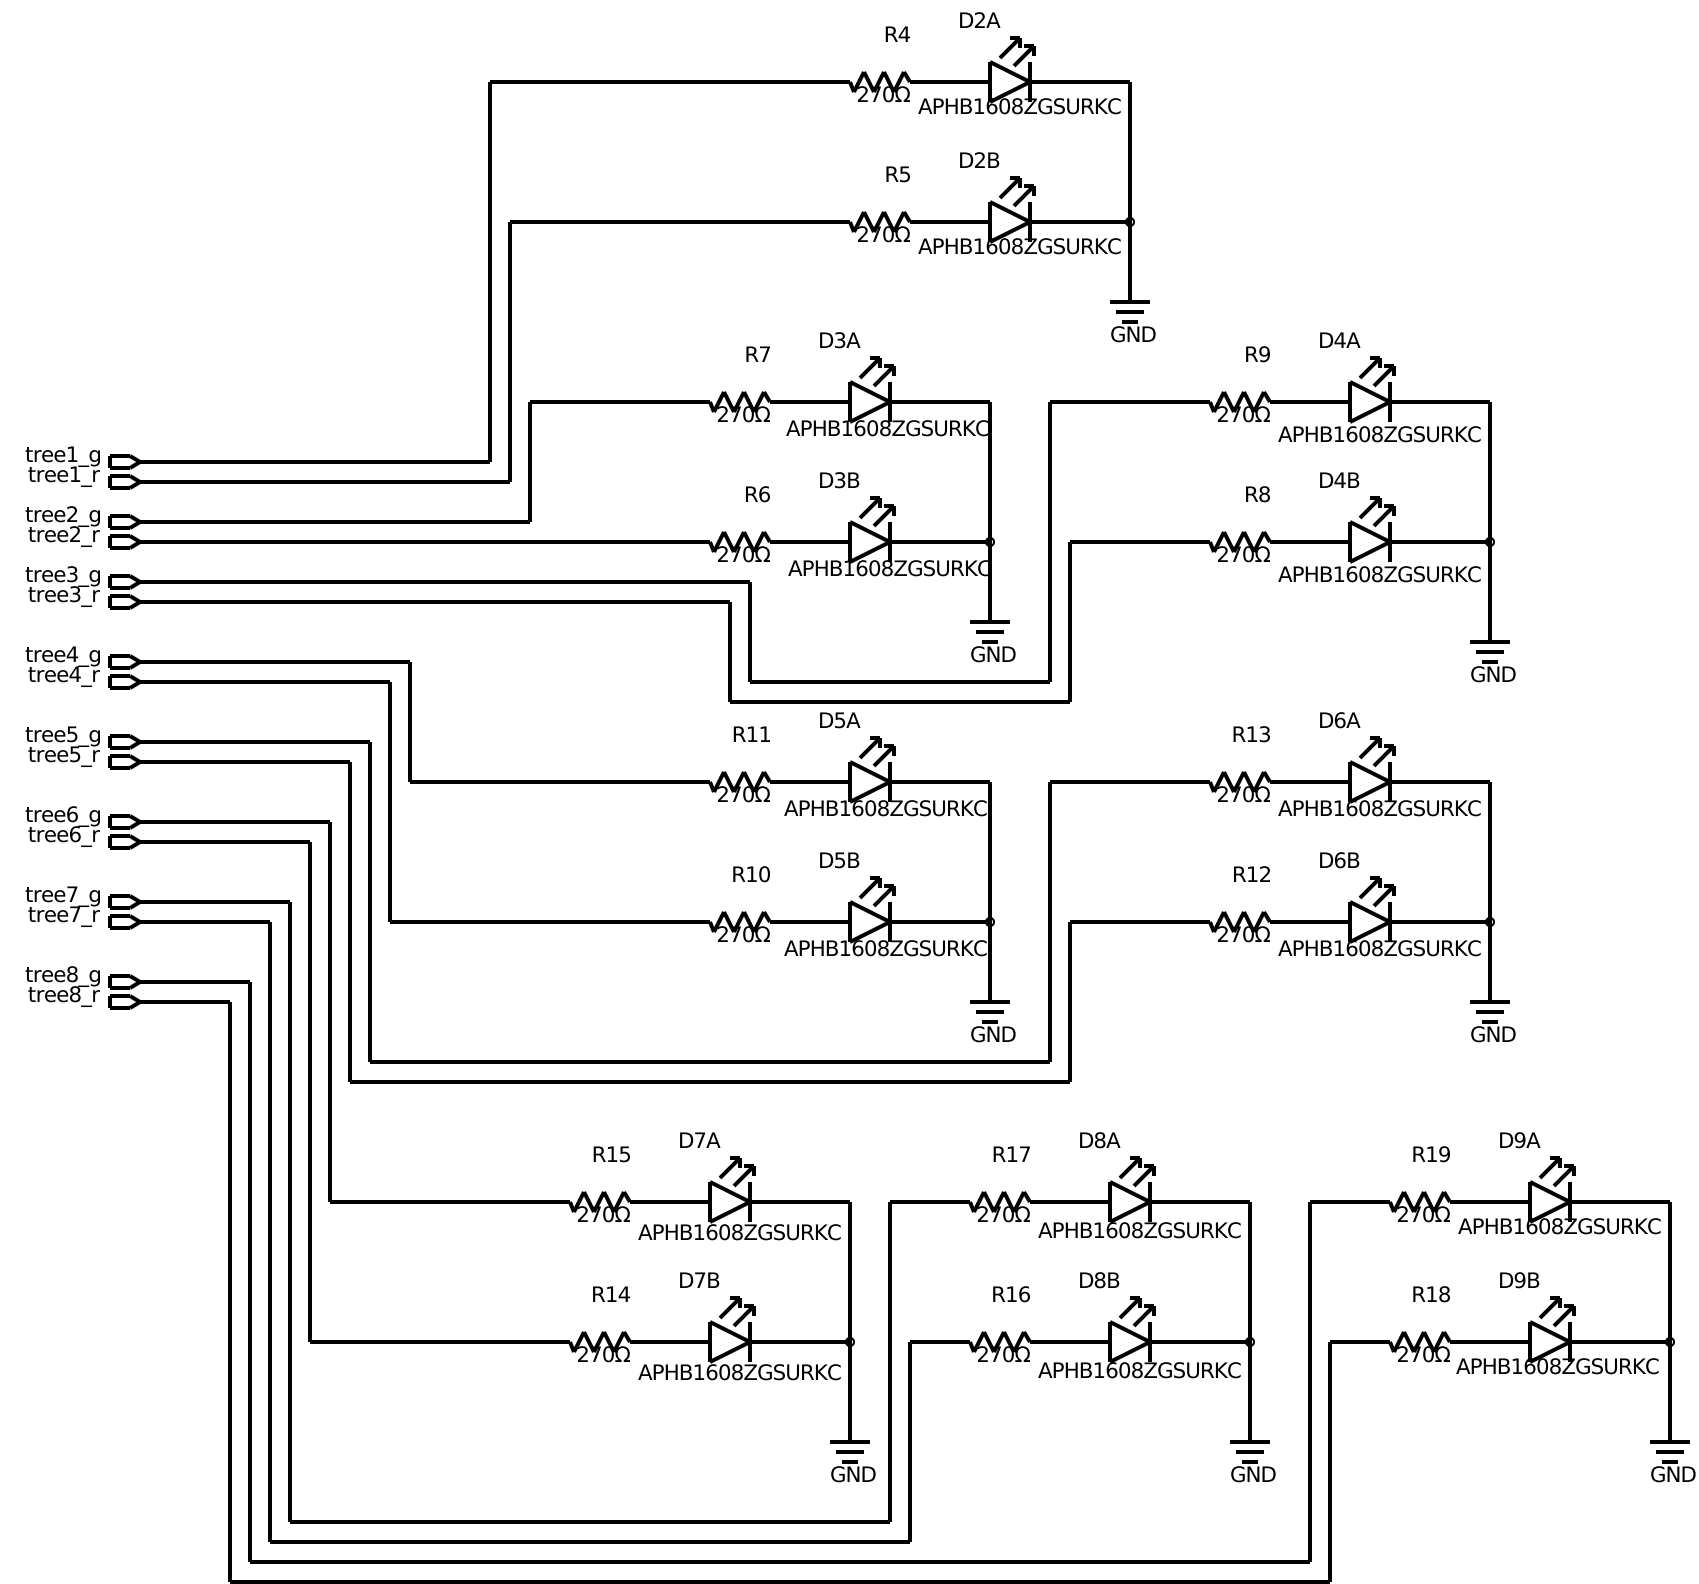 D2A
R4
270Ω
APHB1608ZGSURKC
D2B
R5
270Ω
APHB1608ZGSURKC
GND
D3A
R7
270Ω
APHB1608ZGSURKC
D4A
R9
270Ω
APHB1608ZGSURKC
tree1_g
tree1_r
tree2_g
tree2_r
tree3_g
tree3_r
D3B
R6
270Ω
APHB1608ZGSURKC
GND
D4B
R8
270Ω
APHB1608ZGSURKC
GND
tree4_g
tree4_r
tree5_g
tree5_r
tree6_g
tree6_r
tree7_g
tree7_r
tree8_g
tree8_r
D5A
R11
270Ω
APHB1608ZGSURKC
D6A
R13
270Ω
APHB1608ZGSURKC
D5B
R10
270Ω
APHB1608ZGSURKC
GND
D6B
R12
270Ω
APHB1608ZGSURKC
GND
D7A
R15
270Ω
APHB1608ZGSURKC
D8A
R17
270Ω
APHB1608ZGSURKC
D9A
R19
270Ω
APHB1608ZGSURKC
D7B
R14
270Ω
APHB1608ZGSURKC
GND
D8B
R16
270Ω
APHB1608ZGSURKC
GND
D9B
R18
270Ω
APHB1608ZGSURKC
GND